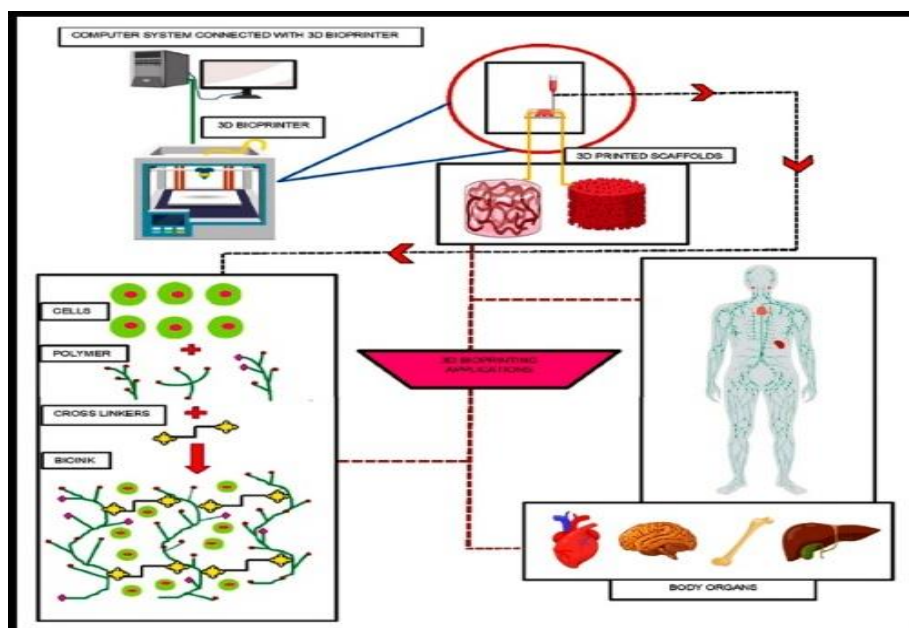 COMPUTER SYSTEM CONNECTED WITH 3D BIOPRINTER
3D BIOPRINTER
3D PRINTED SCAFFOLDS
CELLS
POLYMER
CROSS LINKERS
BICINK
3D BIOPRINTING
APPLICATIONS
BODY ORGANS